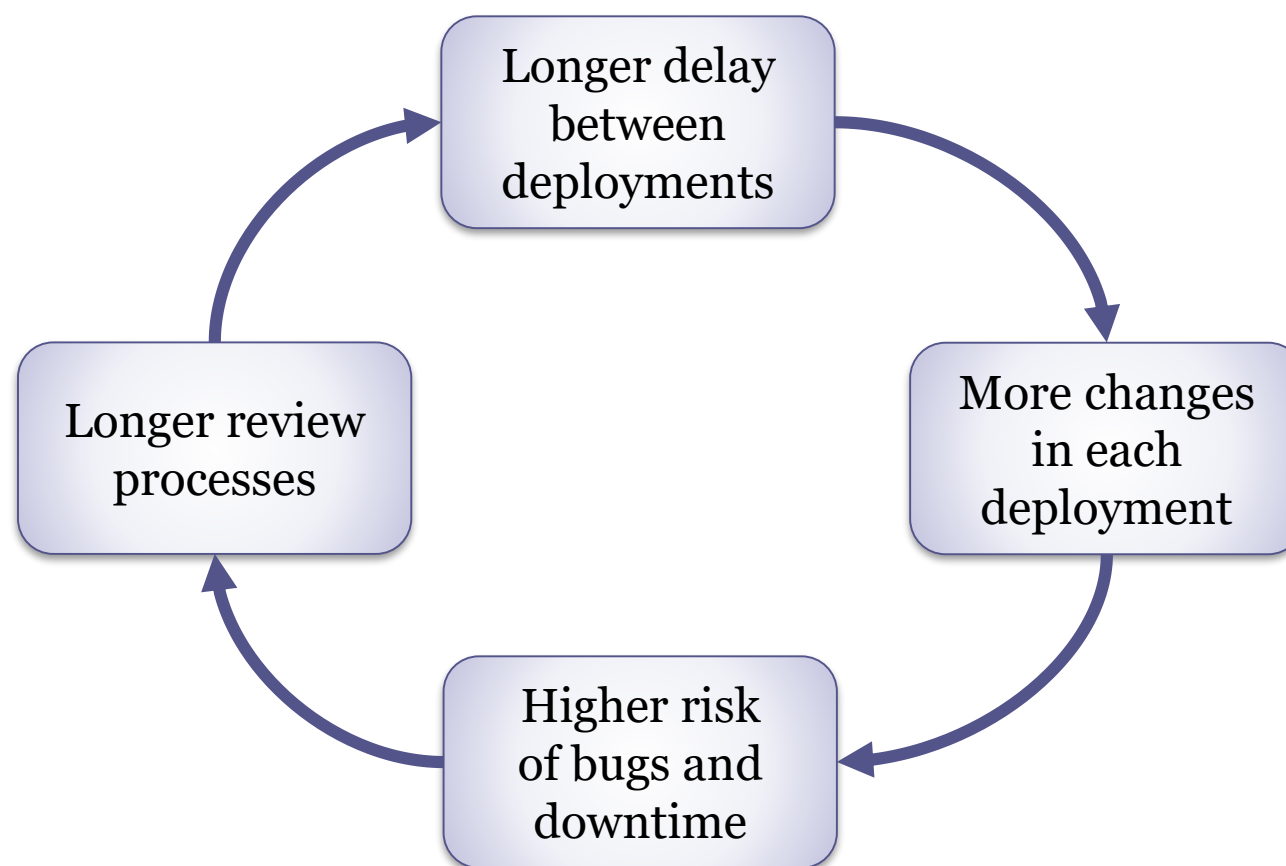 Longer delay
between
deployments
More changes
in each
deployment
Higher risk
of bugs and
downtime
Longer review
processes